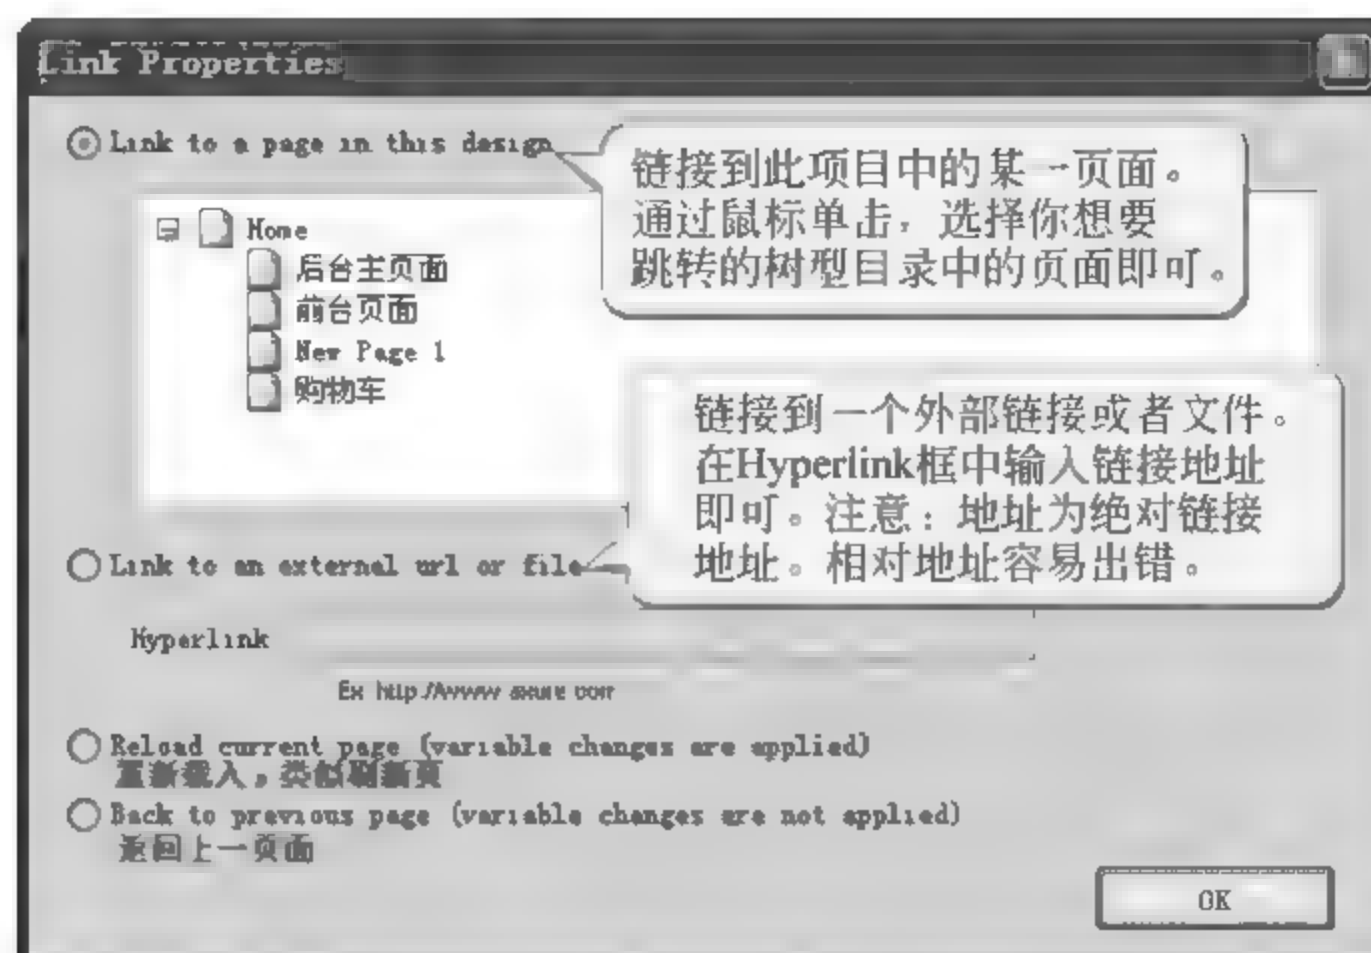 Link Properties
Link to a page in this design
链接到此项目中的某一页面。
通过鼠标单击，选择你想要
跳转的树型目录中的页面即可。
Home
后台主页面
前台页面
New Page 1
购物车
链接到一个外部链接或者文件。
在Hyperlink框中输入链接地址
即可。注意：地址为绝对链接
地址。相对地址容易出错。
Link to an external url or file
Hyperlink
Ex http://www axure com
Reload current page (variable changes are applied)
重新载入，类似刷新页
Back to previous page (variable changes are not applied)
返回上一页面
OK